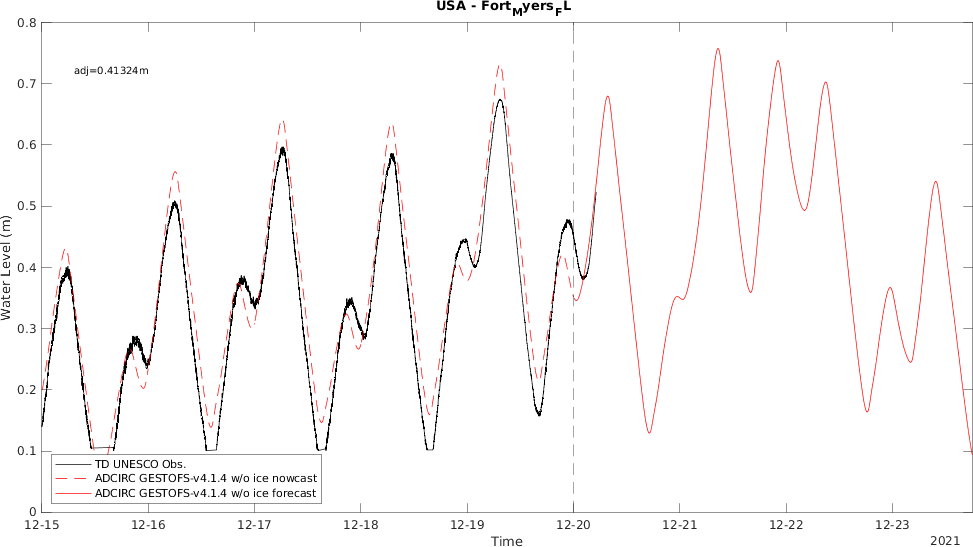 USA - Fort_Myers_FL
0.8
adj=0.41324m
0.7
0.6
0.5
0.4
0.3
0.2
0.1
0
Water Level (m)
TD UNESCO Obs.
ADCIRC GESTOFS-v4.1.4 w/o ice nowcast
ADCIRC GESTOFS-v4.1.4 w/o ice forecast
12-15 12-16 12-17 12-18 12-19 12-20 12-21 12-22 12-23
Time
2021